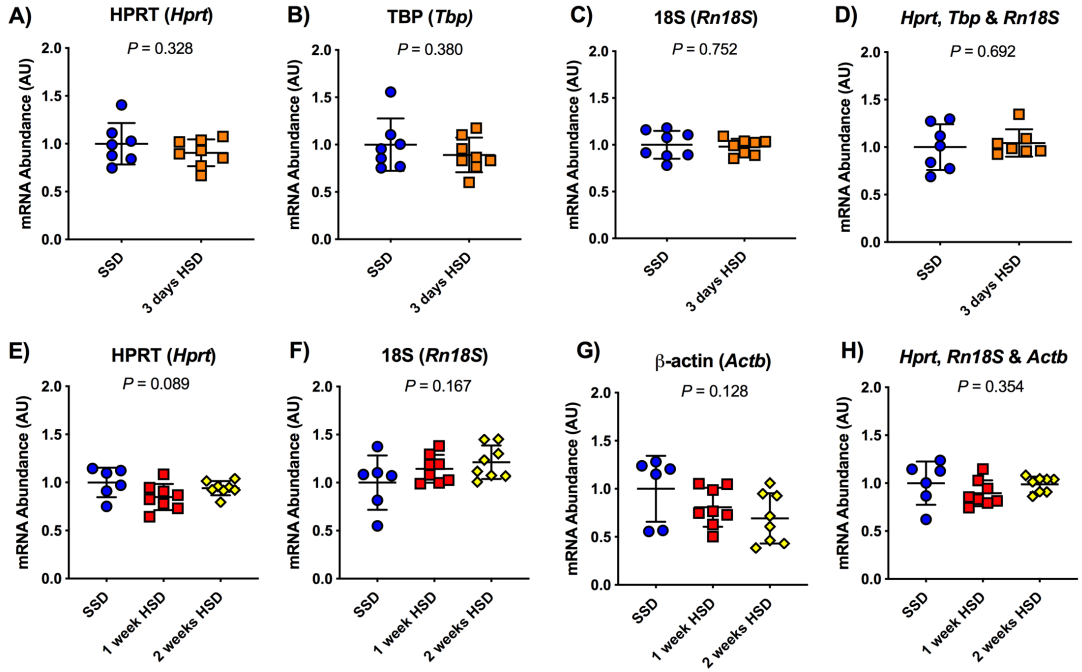 A)
HPRT (Hprt)
P = 0.328
mRNA Abundance (AU)
2.0
1.5
1.0
0.5
0.0
SSD
3 days HSD
B)
TBP (Tbp)
P = 0.380
mRNA Abundance (AU)
2.0
1.5
1.0
0.5
0.0
SSD
3 days HSD
C)
18S (Rn18S)
P = 0.752
mRNA Abundance (AU)
2.0
1.5
1.0
0.5
0.0
SSD
3 days HSD
D)
Hprt, Tbp & Rn18S
P = 0.692
mRNA Abundance (AU)
2.0
1.5
1.0
0.5
0.0
SSD
3 days HSD
E)
HPRT (Hprt)
P = 0.089
mRNA Abundance (AU)
2.0
1.5
1.0
0.5
0.0
SSD
1 week HSD
2 weeks HSD
F)
18S (Rn18S)
P = 0.167
mRNA Abundance (AU)
2.0
1.5
1.0
0.5
0.0
SSD
1 week HSD
2 weeks HSD
G)
β-actin (Actb)
P = 0.128
mRNA Abundance (AU)
2.0
1.5
1.0
0.5
0.0
SSD
1 week HSD
2 weeks HSD
H)
Hprt, Rn18S & Actb
P = 0.354
mRNA Abundance (AU)
2.0
1.5
1.0
0.5
0.0
SSD
1 week HSD
2 weeks HSD